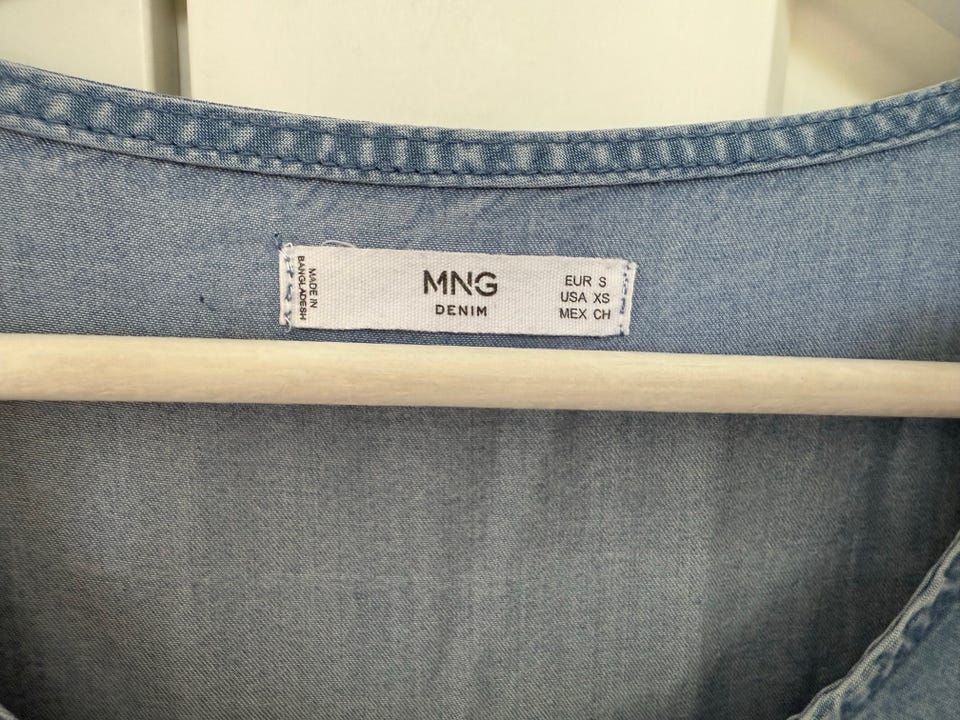 MADE IN
BANGLADESH
MNG
DENIM
EUR S
USA XS
MEX CH